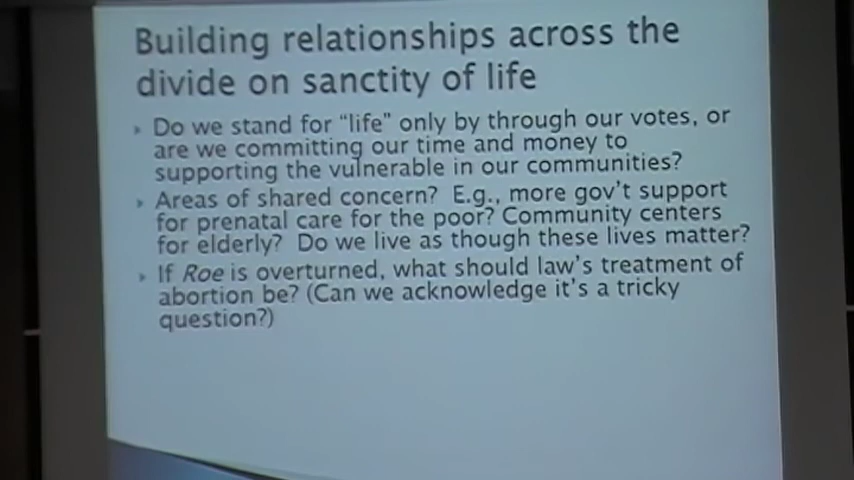 Building relationships across the
divide on sanctity of life
Do we stand for "life" only by through our votes, or
are we committing our time and money to
supporting the vulnerable in our communities?
Areas of shared concern? E.g., more gov't support
for prenatal care for the poor? Community centers
for elderly? Do we live as though these lives matter?
If Roe is overturned, what should law's treatment of
abortion be? (Can we acknowledge it's a tricky
question?)